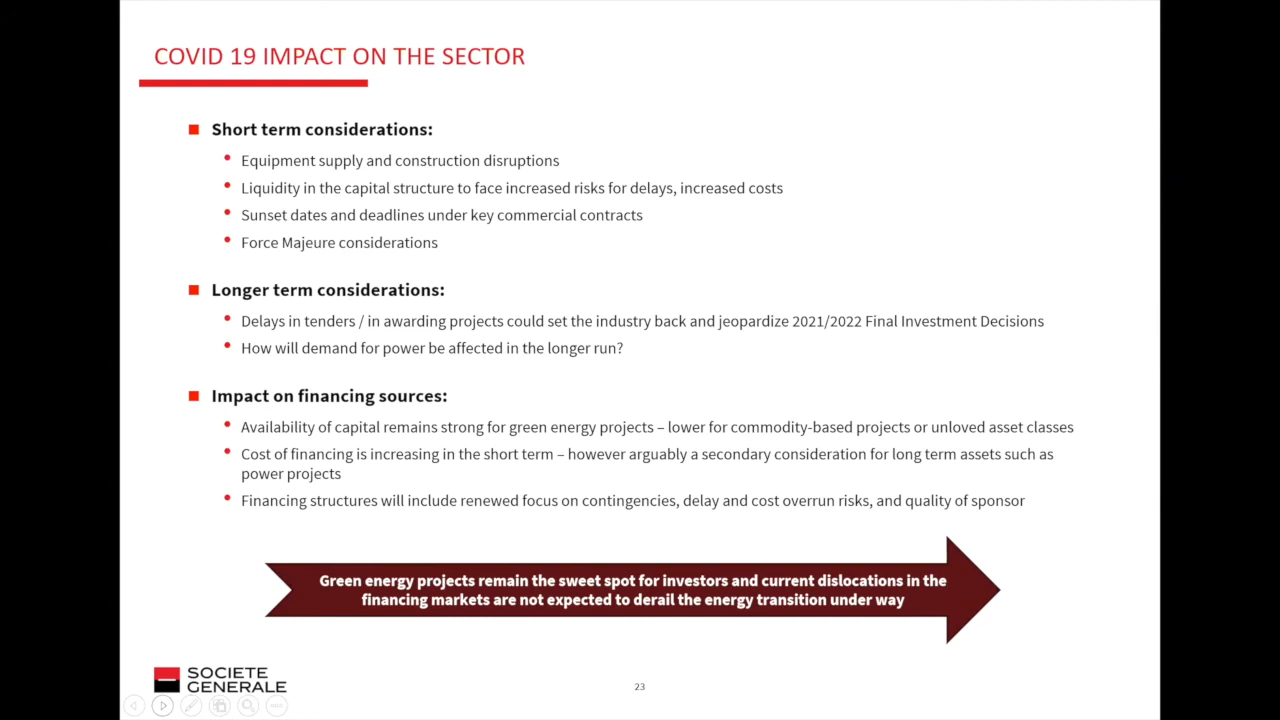 COVID 19 IMPACT ON THE SECTOR
Short term considerations:
Equipment supply and construction disruptions
Liquidity in the capital structure to face increased risks for delays, increased costs
Sunset dates and deadlines under key commercial contracts
Force Majeure considerations
Longer term considerations:
Delays in tenders / in awarding projects could set the industry back and jeopardize 2021/2022 Final Investment Decisions
How will demand for power be affected in the longer run?
Impact on financing sources:
Availability of capital remains strong for green energy projects – lower for commodity-based projects or unloved asset classes
Cost of financing is increasing in the short term – however arguably a secondary consideration for long term assets such as
power projects
Financing structures will include renewed focus on contingencies, delay and cost overrun risks, and quality of sponsor
Green energy projects remain the sweet spot for investors and current dislocations in the
financing markets are not expected to derail the energy transition under way
SOCIETE
GENERALE
23